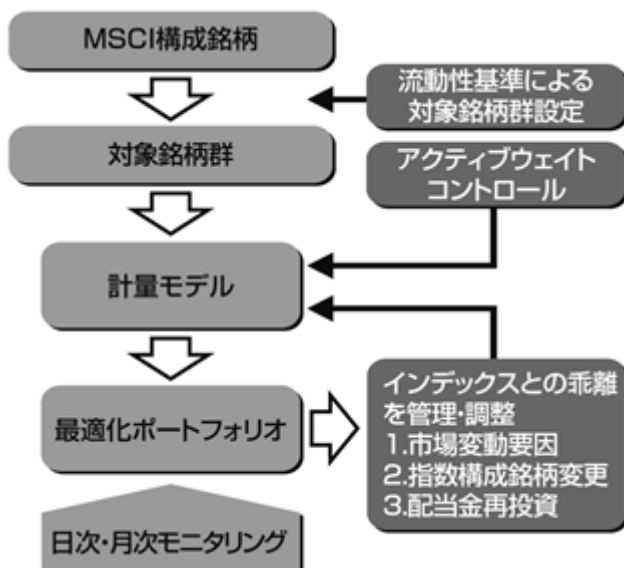 MSCI構成銘柄
流動性基準による
対象銘柄群設定
対象銘柄群
アクティブウェイト
コントロール
計量モデル
最適化ポートフォリオ
インデックスとの乖離
を管理・調整
1.市場変動要因
2.指数構成銘柄変更
3.配当金再投資
日次・月次モニタリング